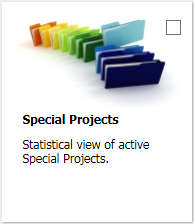 Special Projects
Statistical view of active
Special Projects.